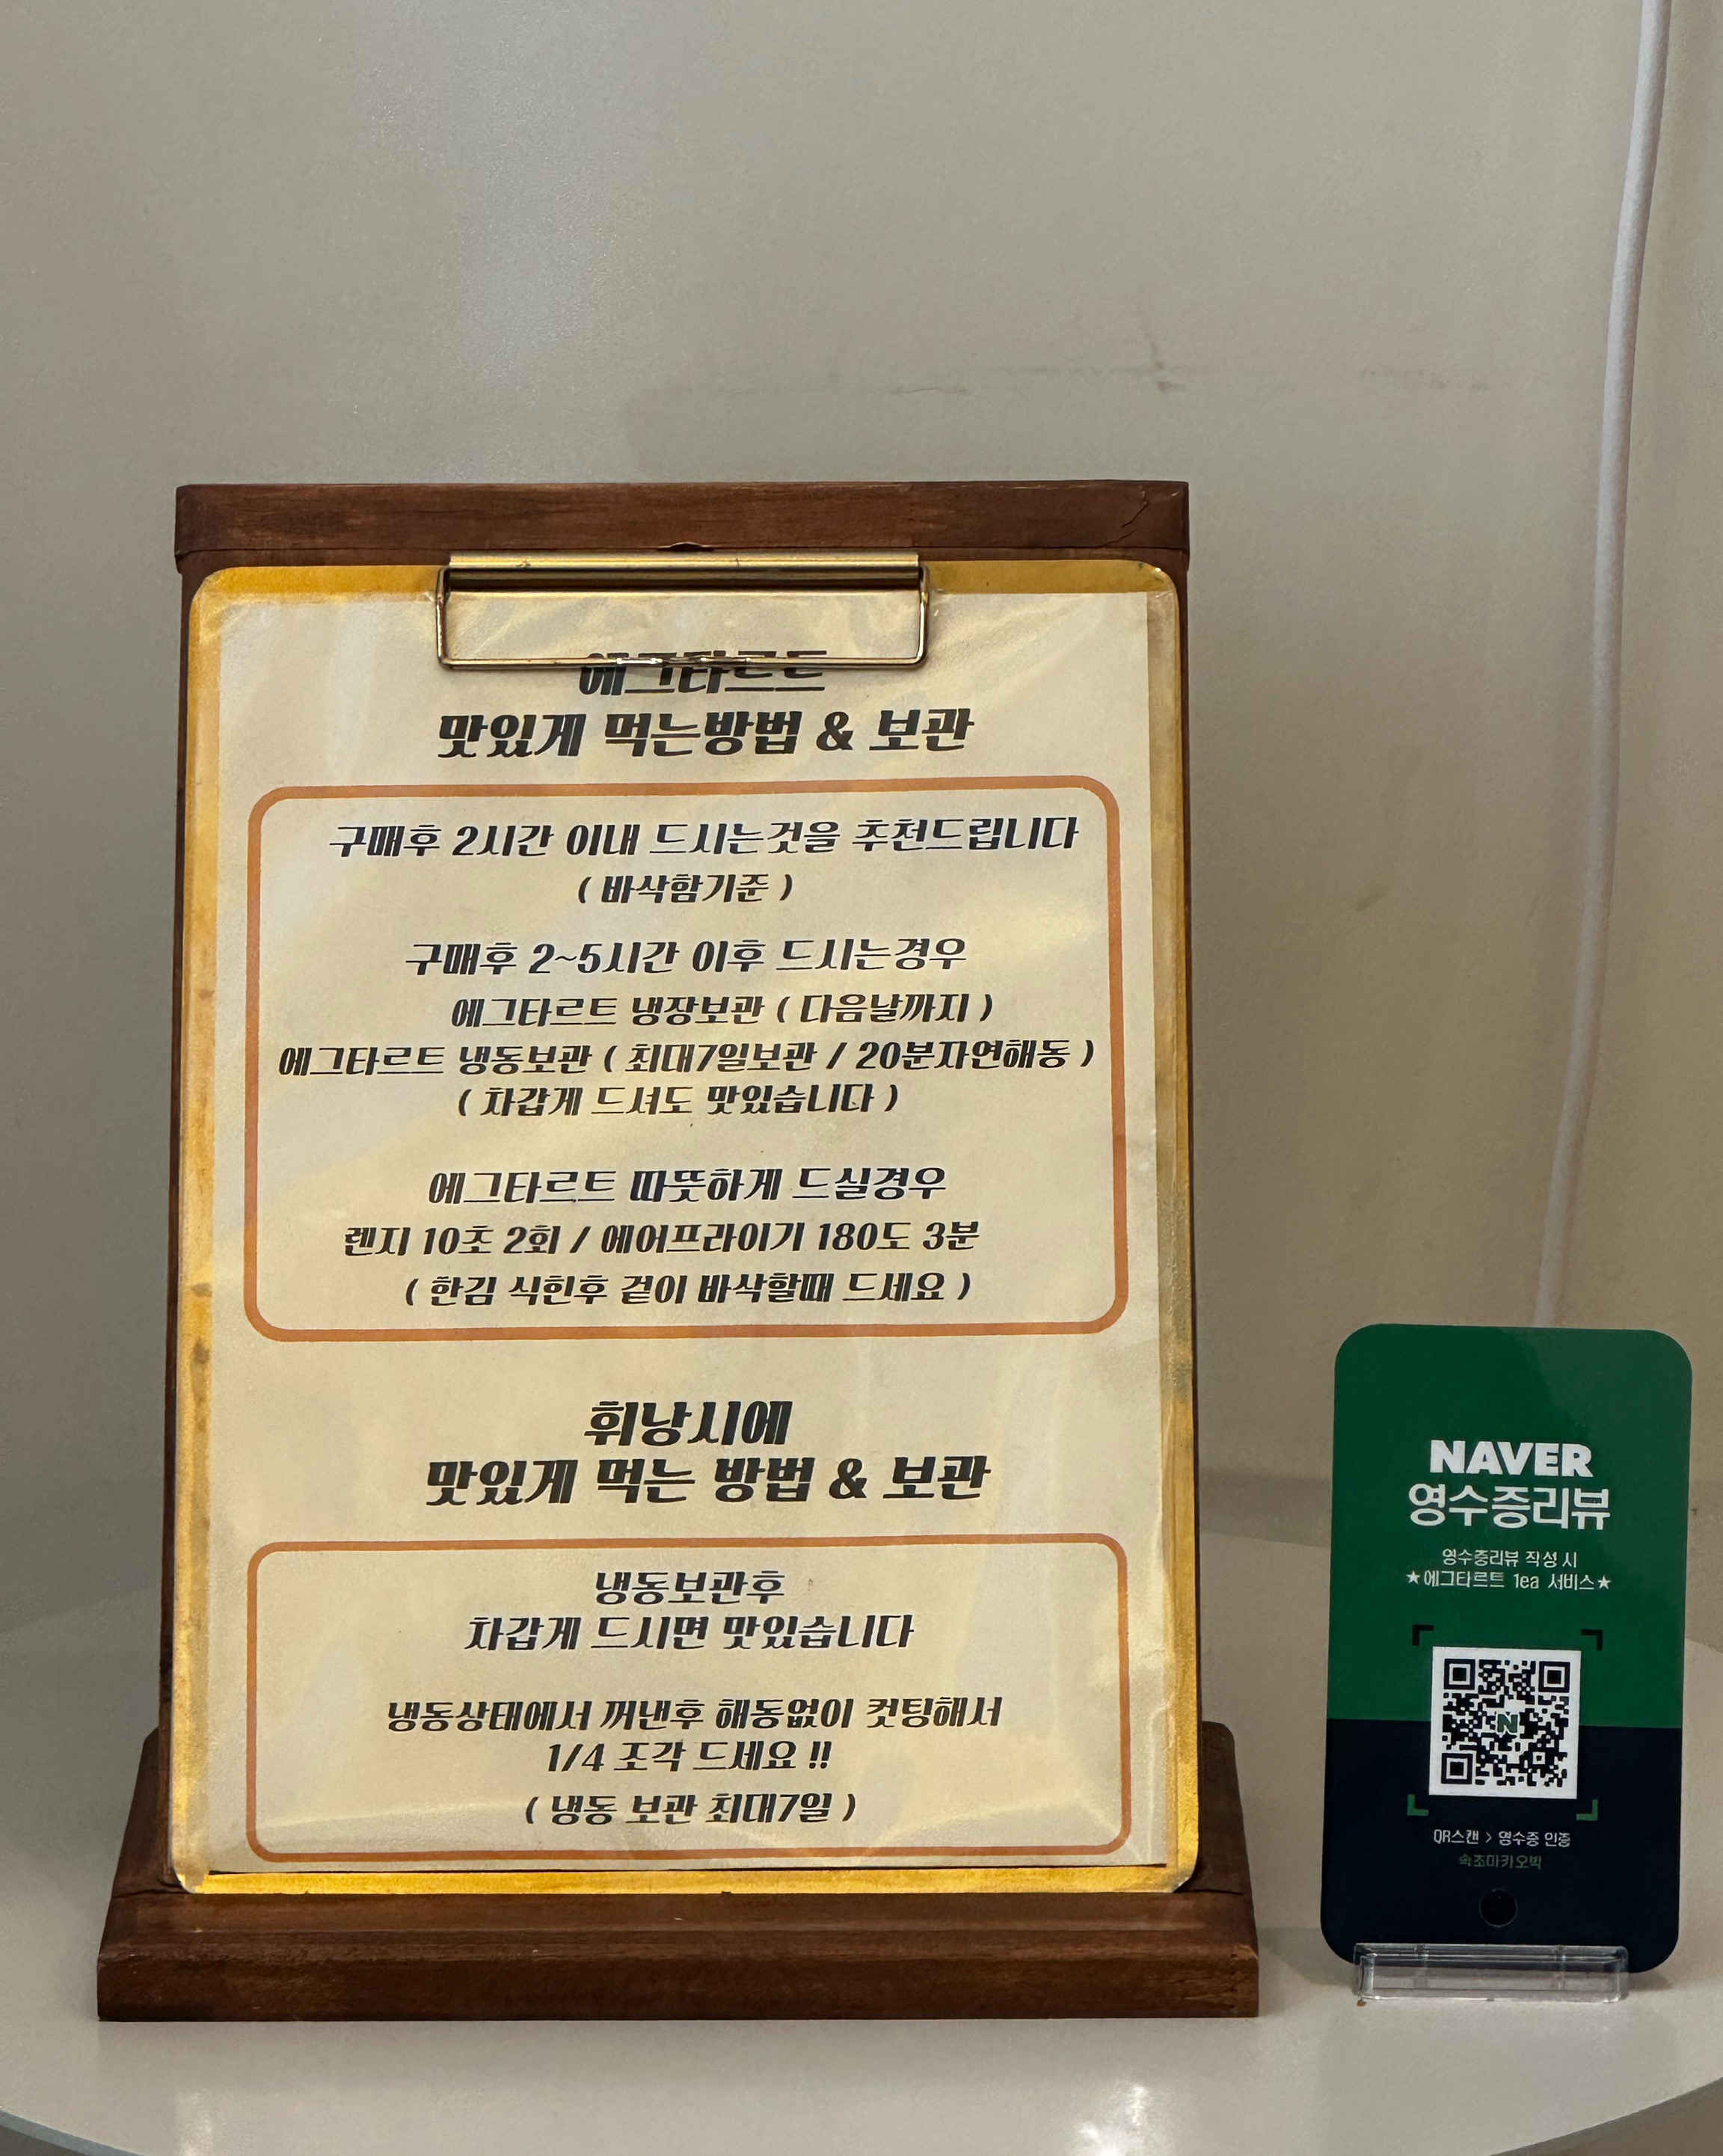 에그타르트
맛있게 먹는방법 & 보관
구매후 2시간 이내 드시는것을 추천드립니다
( 바삭함기준 )
구매후 2~5시간 이후 드시는경우
에그타르트 냉장보관 ( 다음날까지 )
에그타르트 냉동보관 ( 최대7일보관 / 20분자연해동 )
( 차갑게 드셔도 맛있습니다 )
에그타르트 따뜻하게 드실경우
렌지 10초 2회 / 에어프라이기 180도 3분
( 한김 식힌후 겉이 바삭할때 드세요 )
휘낭시에
맛있게 먹는 방법 & 보관
냉동보관후
차갑게 드시면 맛있습니다
냉동상태에서 꺼낸후 해동없이 컷팅해서
1/4 조각 드세요 !!
( 냉동 보관 최대7일 )
NAVER
영수증리뷰
영수증리뷰 작성 시
★에그타르트 1ea 서비스★
N
QR스캔 > 영수증 인증
속초마카오박